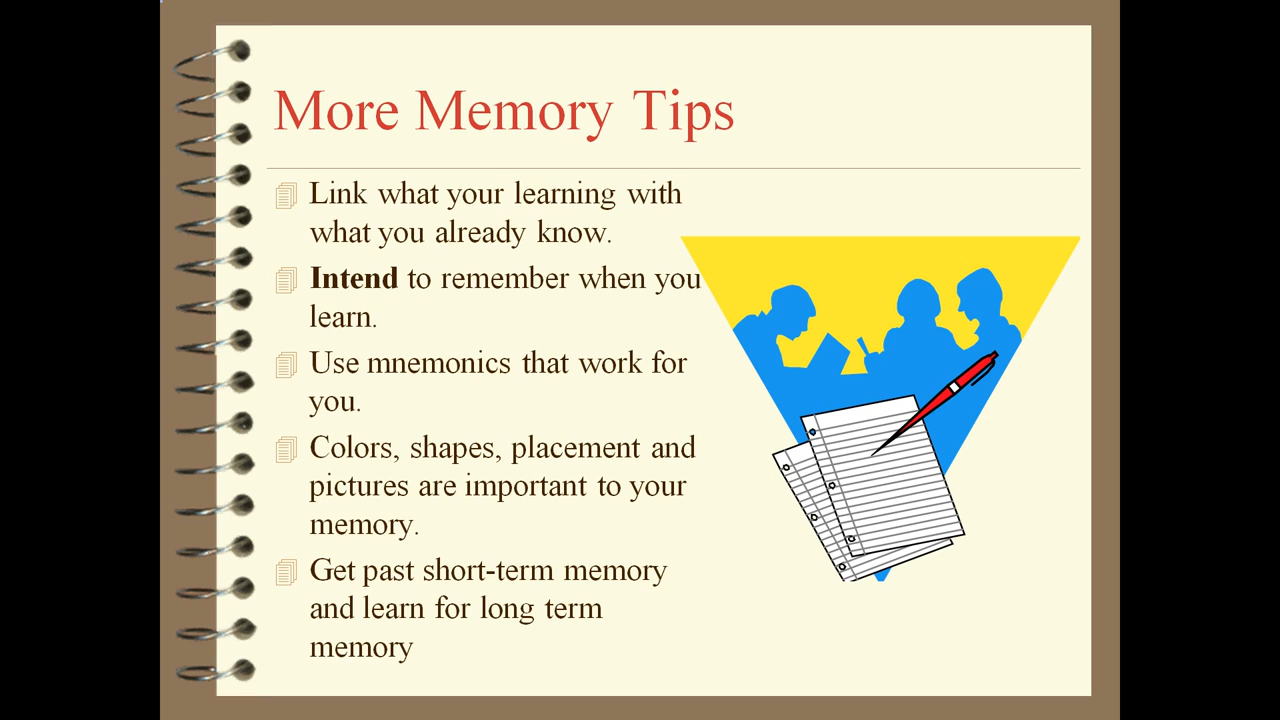 More Memory Tips
Link what your learning with
what you already know.
Intend to remember when you
learn.
Use mnemonics that work for
you.
Colors, shapes, placement and
pictures are important to your
memory.
Get past short-term memory
and learn for long term
memory